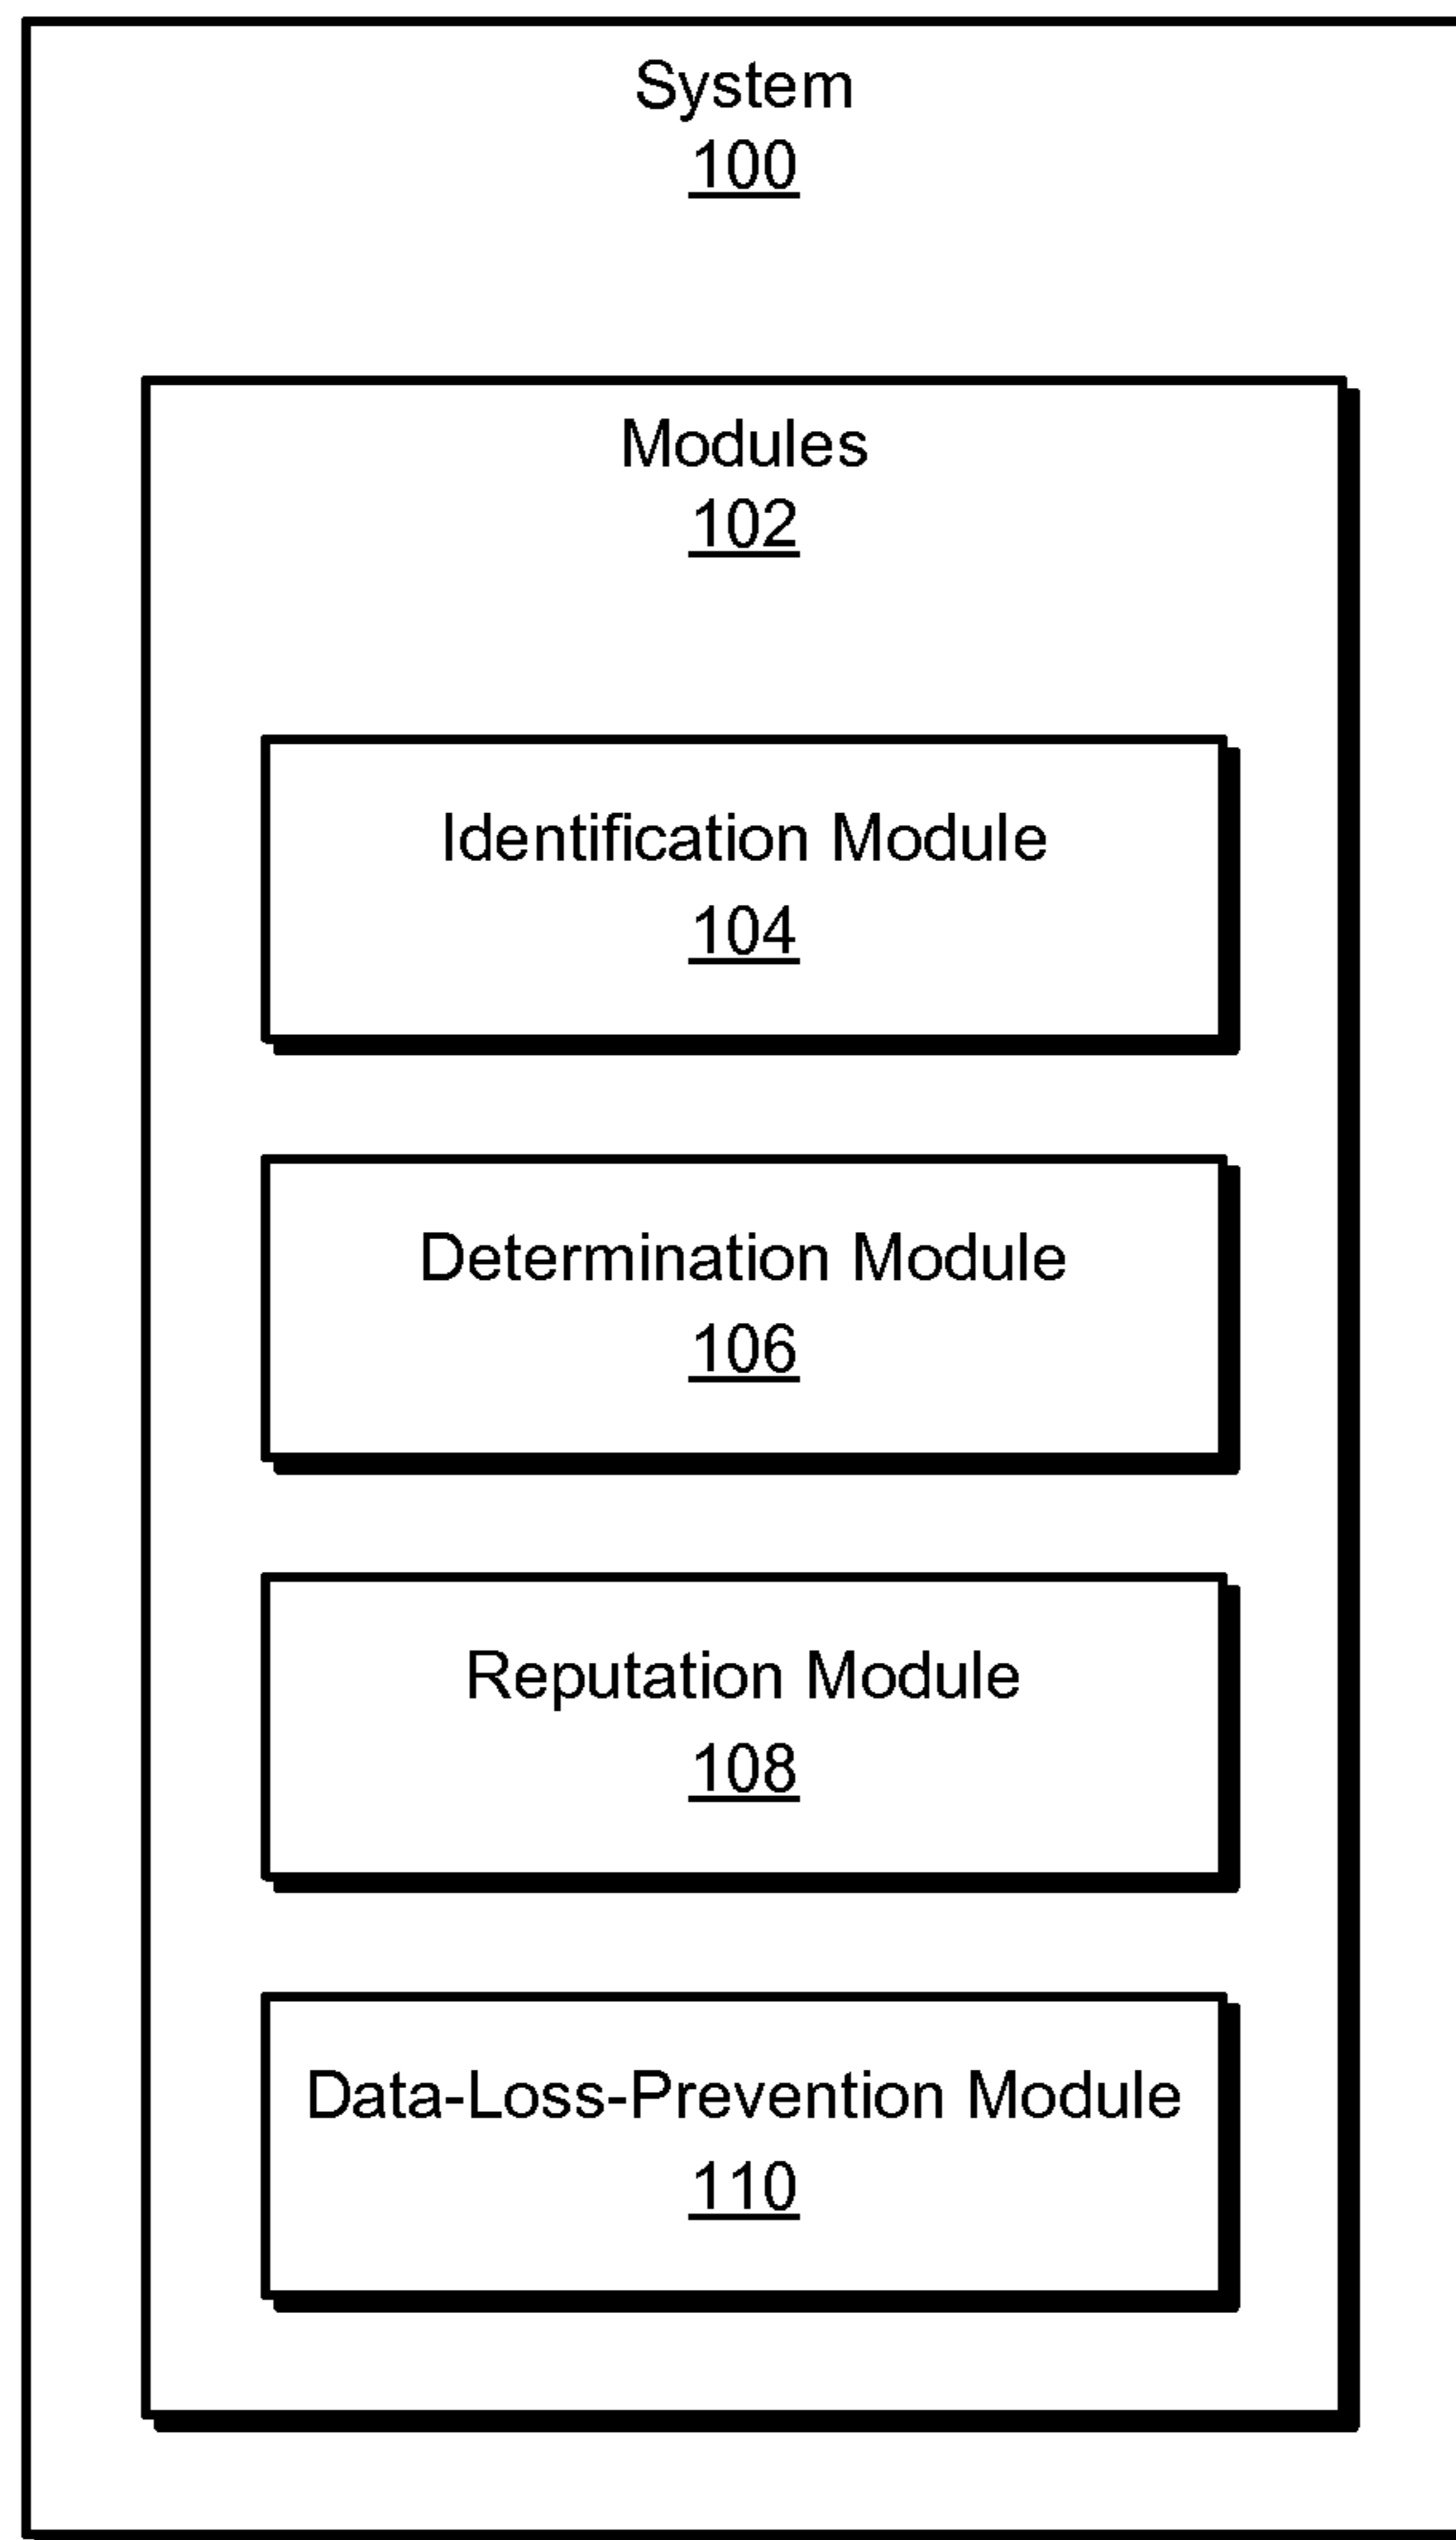 System
100
Modules
102
Identification Module
104
Determination Module
106
Reputation Module
108
Data-Loss-Prevention Module
110